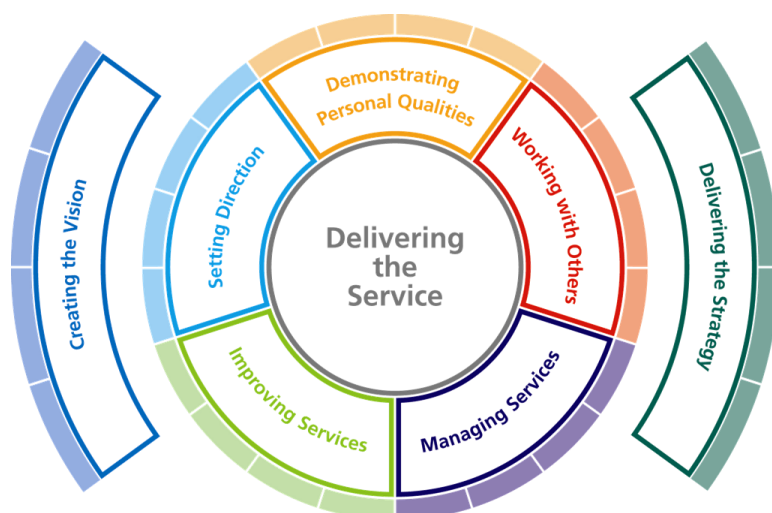 Demonstrating
Personal Qualities
Working with Others
Managing Services
Improving Services
Setting Direction
Delivering
the
Service
Creating the Vision
Delivering the Strategy